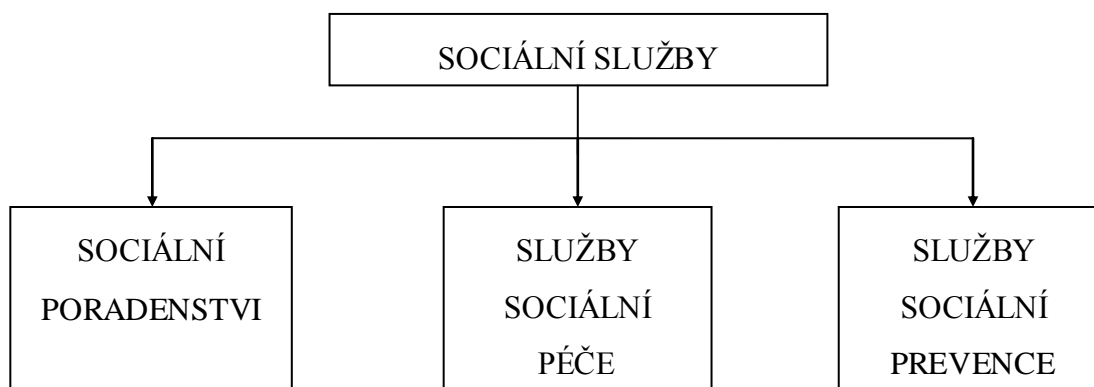 SOCIÁLNÍ SLUŽBY
SOCIÁLNÍ
PORADENSTVI
SLUŽBY
SOCIÁLNÍ
PÉČE
SLUŽBY
SOCIÁLNÍ
PREVENCE